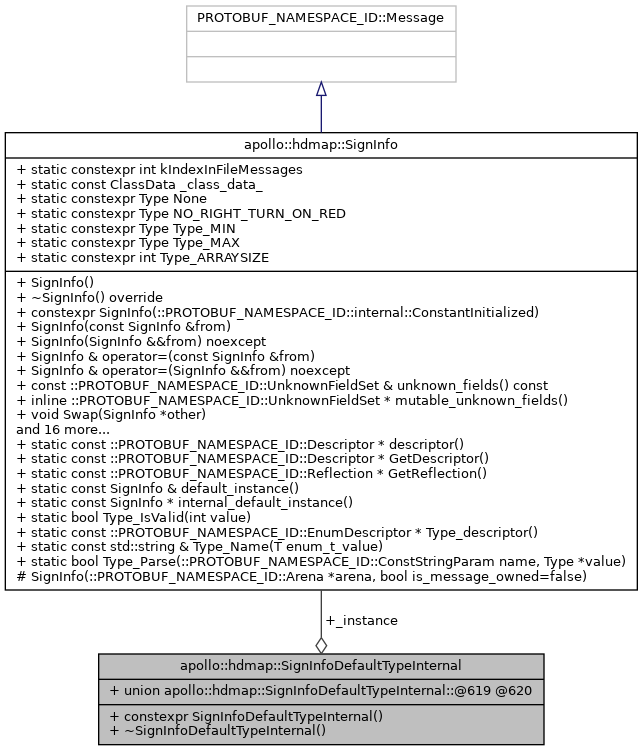 PROTOBUF_NAMESPACE_ID::Message
apollo::hdmap::SignInfo
+ static constexpr int kIndexInFileMessages
+ static const ClassData _class_data_
+ static constexpr Type None
+ static constexpr Type NO_RIGHT_TURN_ON_RED
+ static constexpr Type Type_MIN
+ static constexpr Type Type_MAX
+ static constexpr int Type_ARRAYSIZE
+ SignInfo()
+ ~SignInfo() override
+ constexpr SignInfo(::PROTOBUF_NAMESPACE_ID::internal::ConstantInitialized)
+ SignInfo(const SignInfo &from)
+ SignInfo(SignInfo &&from) noexcept
+ SignInfo & operator=(const SignInfo &from)
+ SignInfo & operator=(SignInfo &&from) noexcept
+ const ::PROTOBUF_NAMESPACE_ID::UnknownFieldSet & unknown_fields() const
+ inline ::PROTOBUF_NAMESPACE_ID::UnknownFieldSet * mutable_unknown_fields()
+ void Swap(SignInfo *other)
and 16 more...
+ static const ::PROTOBUF_NAMESPACE_ID::Descriptor * descriptor()
+ static const ::PROTOBUF_NAMESPACE_ID::Descriptor * GetDescriptor()
+ static const ::PROTOBUF_NAMESPACE_ID::Reflection * GetReflection()
+ static const SignInfo & default_instance()
+ static const SignInfo * internal_default_instance()
+ static bool Type_IsValid(int value)
+ static const ::PROTOBUF_NAMESPACE_ID::EnumDescriptor * Type_descriptor()
+ static const std::string & Type_Name(T enum_t_value)
+ static bool Type_Parse(::PROTOBUF_NAMESPACE_ID::ConstStringParam name, Type *value)
# SignInfo(::PROTOBUF_NAMESPACE_ID::Arena *arena, bool is_message_owned=false)
+_instance
apollo::hdmap::SignInfoDefaultTypeInternal
+ union apollo::hdmap::SignInfoDefaultTypeInternal::@619 @620
+ constexpr SignInfoDefaultTypeInternal()
+ ~SignInfoDefaultTypeInternal()